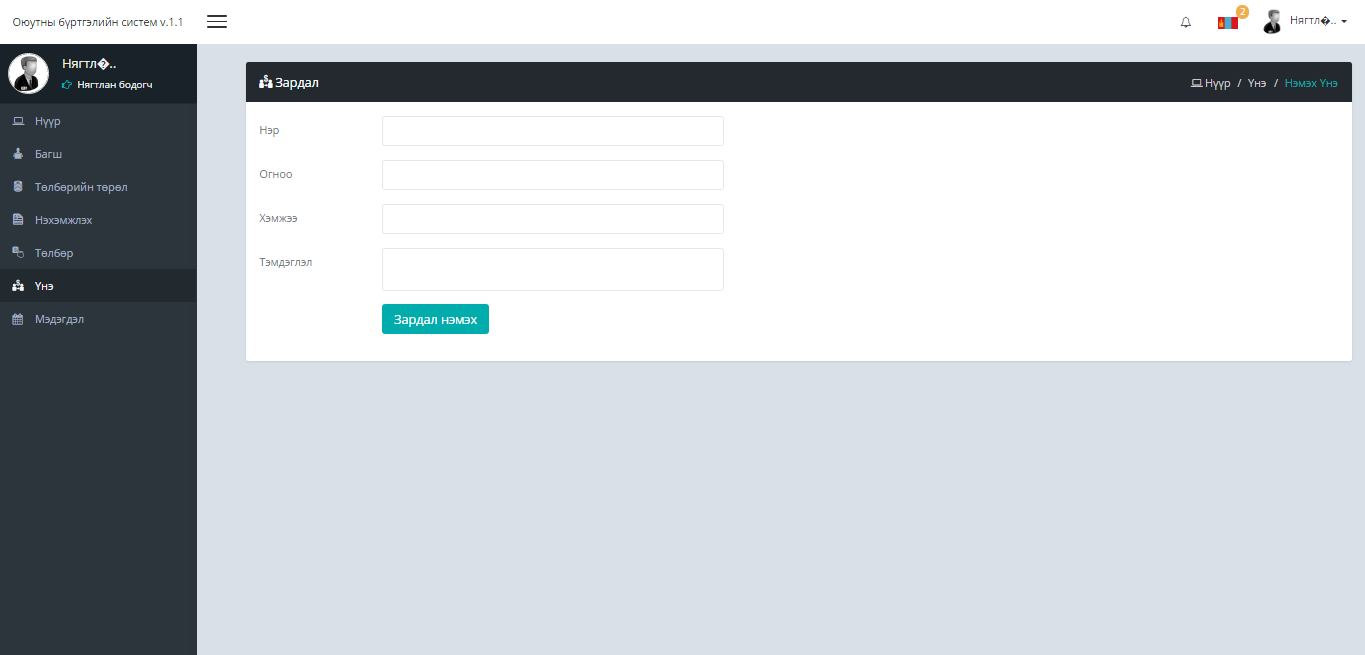 Оюутны бүртгэлийн систем v.1.1
2
Нягтл�..
Нягтл�..
Нягтлан бодогч
Нүүр
Багш
Төлбөрийн төрөл
Нэхэмжлэх
Төлбөр
Үнэ
Мэдэгдэл
Зардал
Нүүр / Үнэ / Нэмэх Үнэ
Нэр
Огноо
Хэмжээ
Тэмдэглэл
Зардал нэмэх